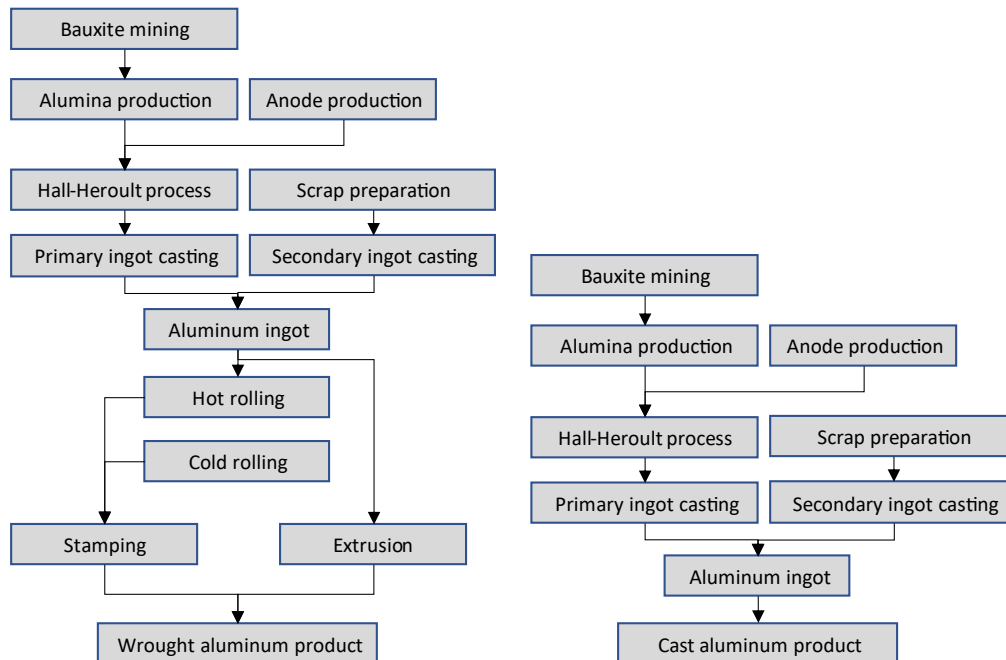 Bauxite mining
Alumina production
Anode production
Hall-Heroult process
Scrap preparation
Primary ingot casting
Secondary ingot casting
Aluminum ingot
Hot rolling
Cold rolling
Stamping
Extrusion
Wrought aluminum product
Bauxite mining
Alumina production
Anode production
Hall-Heroult process
Scrap preparation
Primary ingot casting
Secondary ingot casting
Aluminum ingot
Cast aluminum product